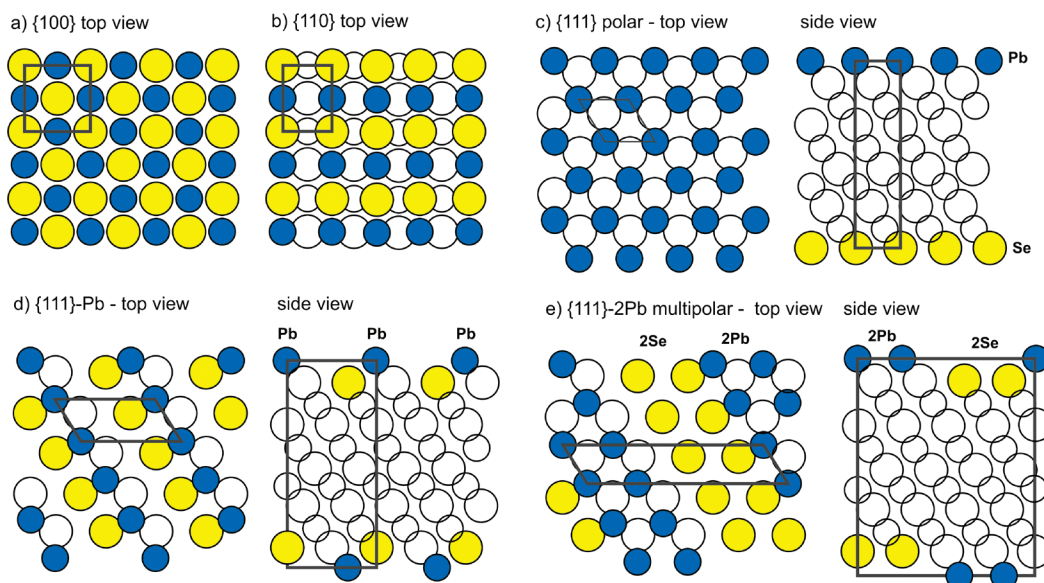 a) {100} top view
b) {110} top view
c) {111} polar - top view
side view
Pb
Se
d) {111}-Pb - top view
side view
Pb
Pb
Pb
e) {111}-2Pb multipolar - top view
side view
2Se
2Pb
2Pb
2Se